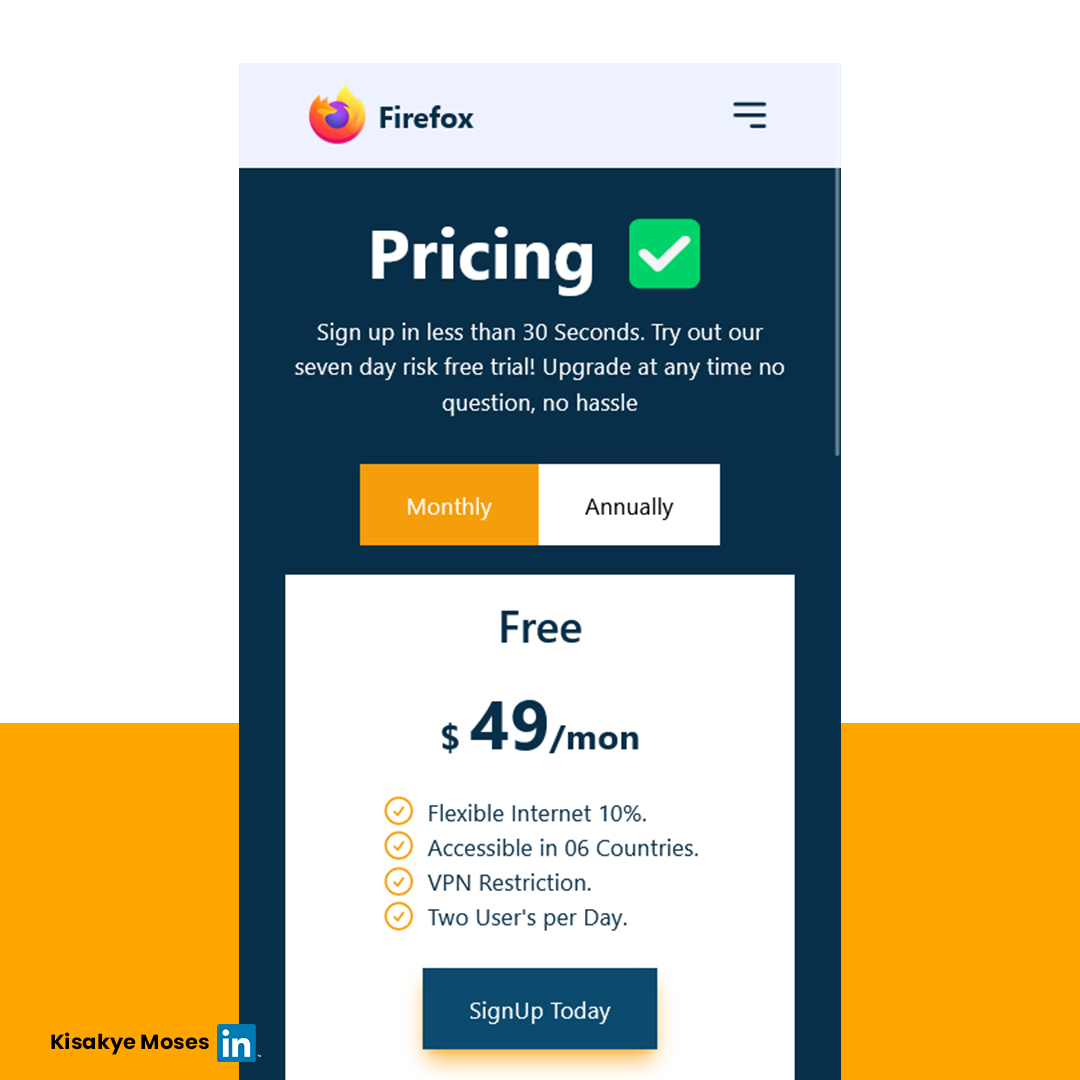 Firefox
Pricing ✅
Sign up in less than 30 Seconds. Try out our
seven day risk free trial! Upgrade at any time no
question, no hassle
Monthly
Annually
Free
$ 49/mon
Flexible Internet 10%.
Accessible in 06 Countries.
VPN Restriction.
Two User's per Day.
SignUp Today
Kisakye Moses in